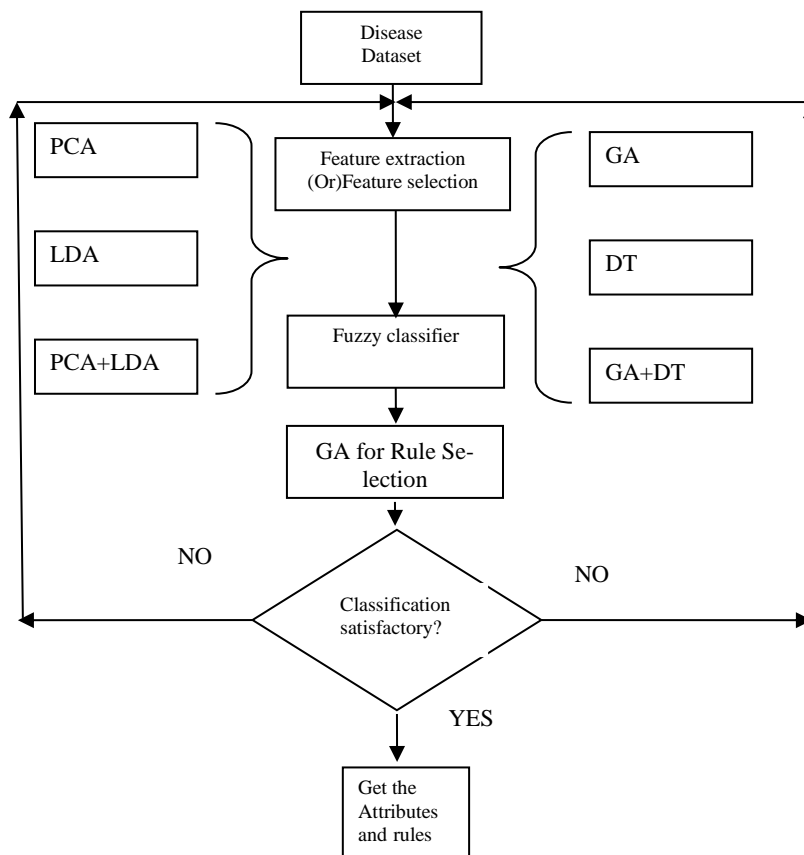 Disease
Dataset
PCA
Feature extraction
(Or)Feature selection
GA
LDA
DT
Fuzzy classifier
PCA+LDA
GA+DT
GA for Rule Se-
lection
NO
NO
Classification
satisfactory?
YES
Get the
Attributes
and rules